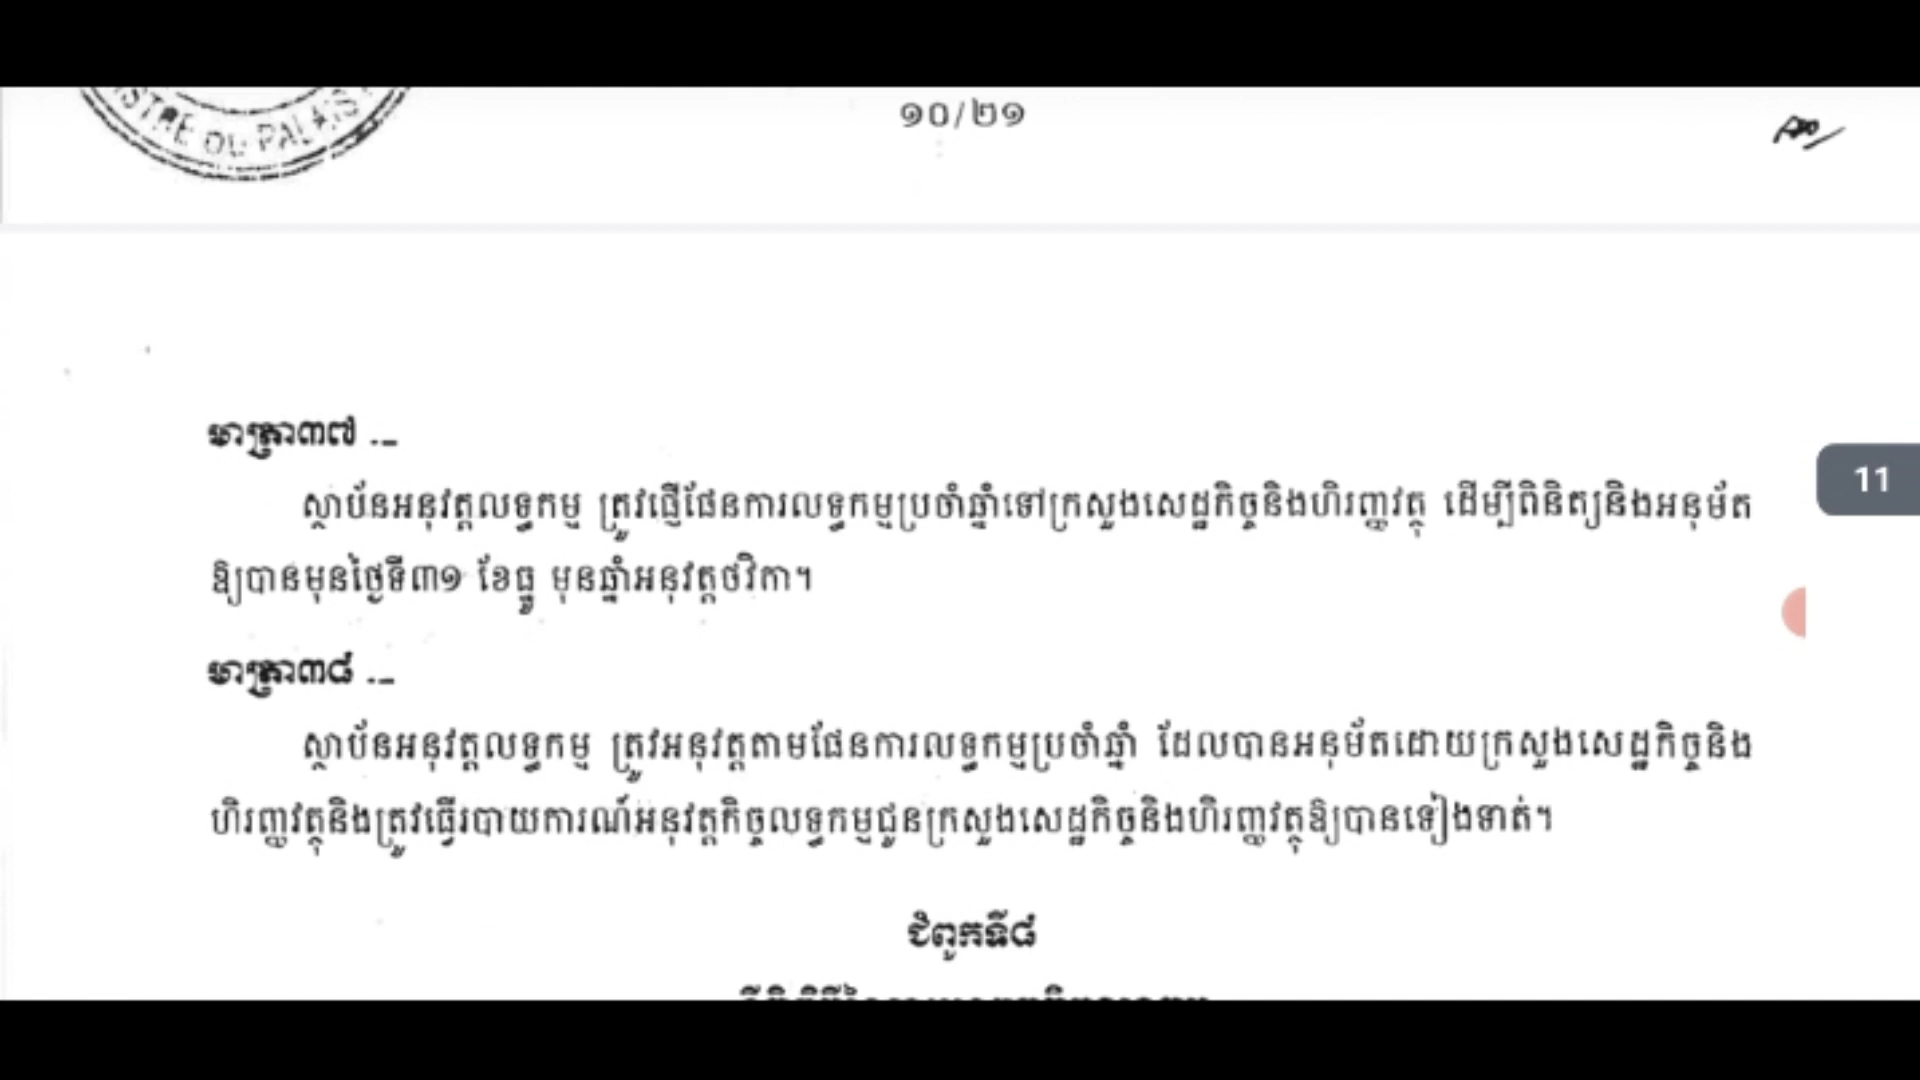 ISTRE DU PALAIS
១០/២១
មាត្រា៣៧ ._
ស្ថាប័នអនុវត្តលទ្ធកម្ម ត្រូវផ្ញើផែនការលទ្ធកម្មប្រចាំឆ្នាំទៅក្រសួងសេដ្ឋកិច្ចនិងហិរញ្ញវត្ថុ ដើម្បីពិនិត្យនិងអនុម័ត
ឱ្យបានមុនថ្ងៃទី៣១ ខែធ្នូ មុនឆ្នាំអនុវត្តថវិកា។
11
មាត្រា៣៨ ._
ស្ថាប័នអនុវត្តលទ្ធកម្ម ត្រូវអនុវត្តតាមផែនការលទ្ធកម្មប្រចាំឆ្នាំ ដែលបានអនុម័តដោយក្រសួងសេដ្ឋកិច្ចនិង
ហិរញ្ញវត្ថុនិងត្រូវធ្វើរបាយការណ៍អនុវត្តកិច្ចលទ្ធកម្មជូនក្រសួងសេដ្ឋកិច្ចនិងហិរញ្ញវត្ថុឱ្យបានទៀងទាត់។
ជំពូកទី៨